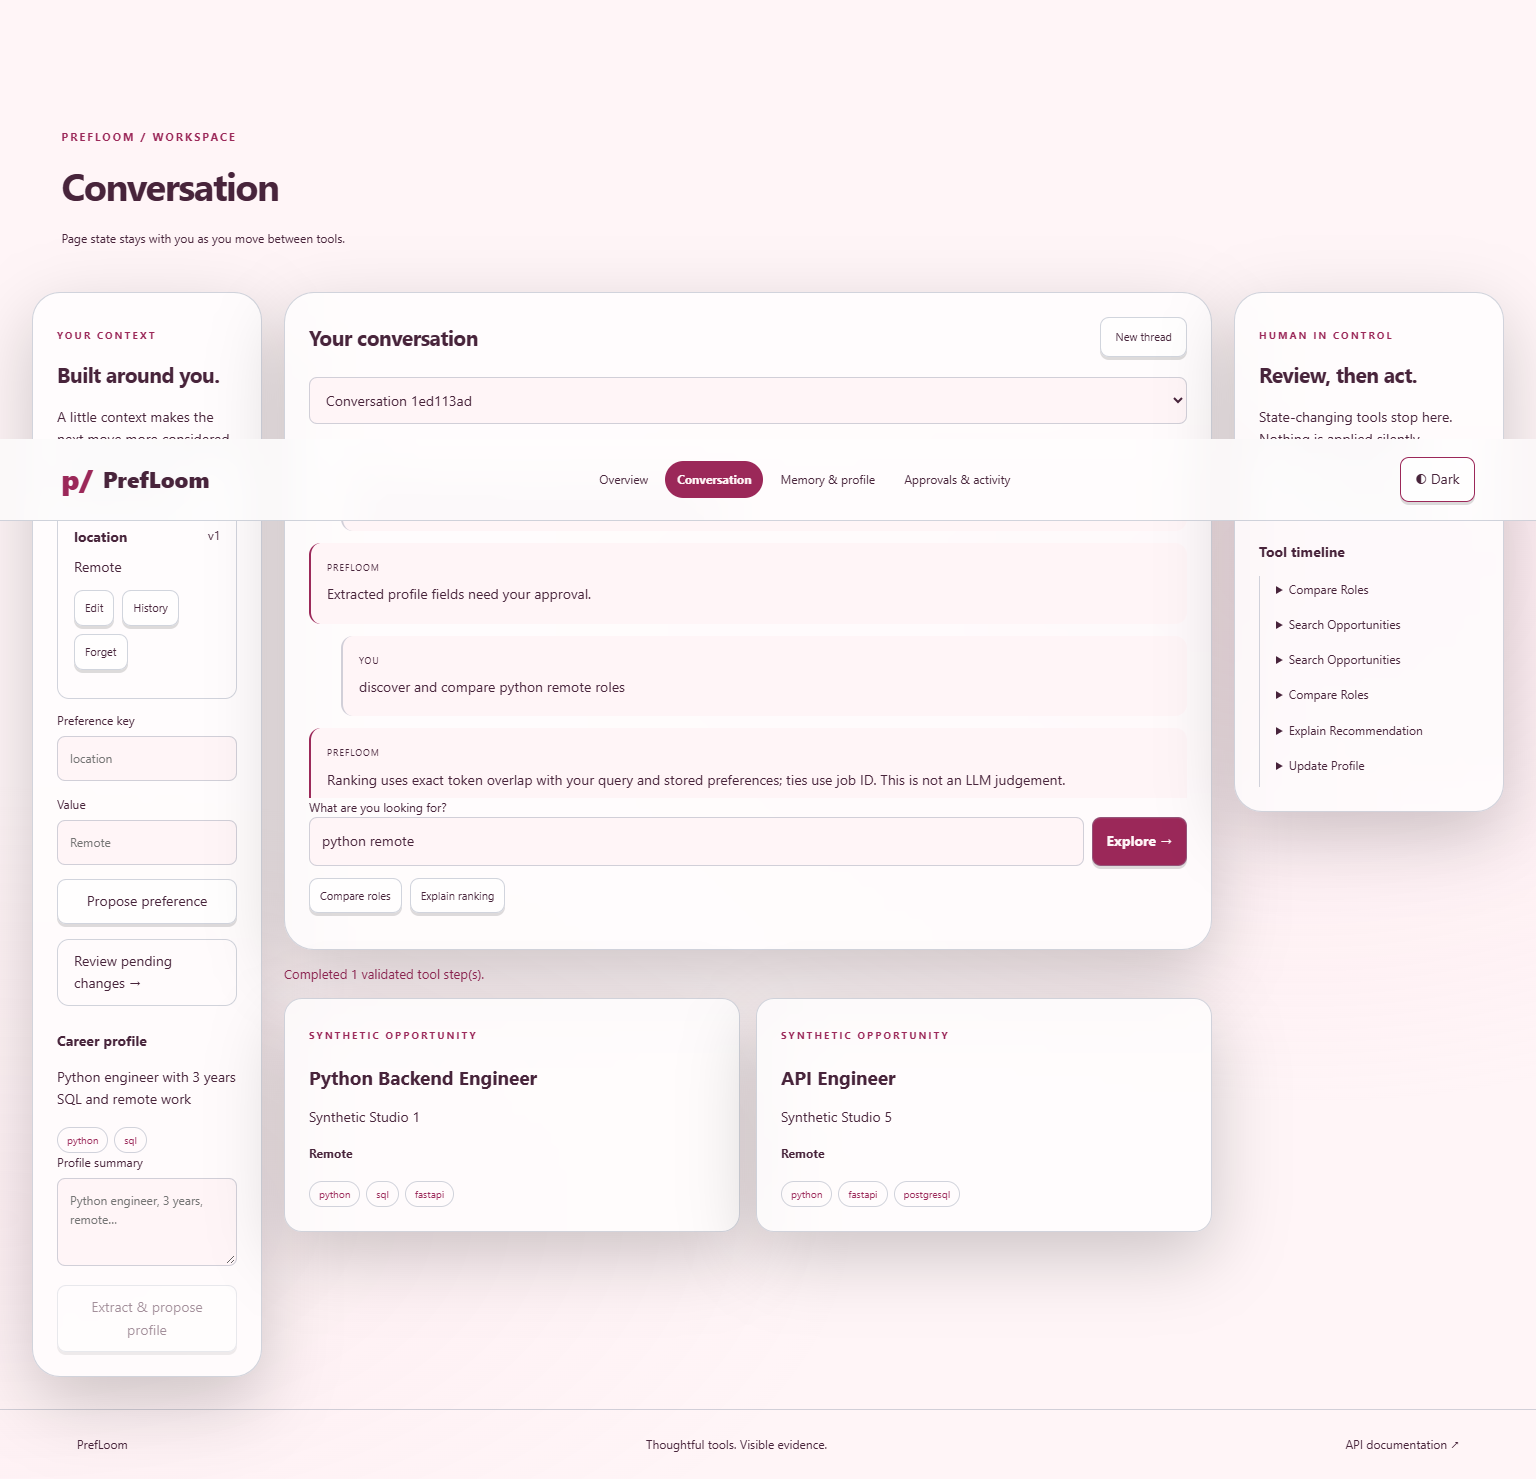 PREFLOOM / WORKSPACE
Conversation
Page state stays with you as you move between tools.
YOUR CONTEXT
Built around you.
A little context makes the
next move more considered.
location
v1
Remote
Edit
History
Forget
Preference key
location
Value
Remote
Propose preference
Review pending
changes →
Career profile
Python engineer with 3 years
SQL and remote work
python
sql
Profile summary
Python engineer, 3 years,
remote...
Extract & propose
profile
Your conversation
New thread
Conversation 1ed113ad
p/ PrefLoom
Overview
Conversation
Memory & profile
Approvals & activity
◐ Dark
PREFLOOM
Extracted profile fields need your approval.
YOU
discover and compare python remote roles
PREFLOOM
Ranking uses exact token overlap with your query and stored preferences; ties use job ID. This is not an LLM judgement.
What are you looking for?
python remote
Explore →
Compare roles
Explain ranking
Completed 1 validated tool step(s).
SYNTHETIC OPPORTUNITY
Python Backend Engineer
Synthetic Studio 1
Remote
python
sql
fastapi
SYNTHETIC OPPORTUNITY
API Engineer
Synthetic Studio 5
Remote
python
fastapi
postgresql
HUMAN IN CONTROL
Review, then act.
State-changing tools stop here.
Nothing is applied silently.
Tool timeline
▶ Compare Roles
▶ Search Opportunities
▶ Search Opportunities
▶ Compare Roles
▶ Explain Recommendation
▶ Update Profile
PrefLoom
Thoughtful tools. Visible evidence.
API documentation ↗